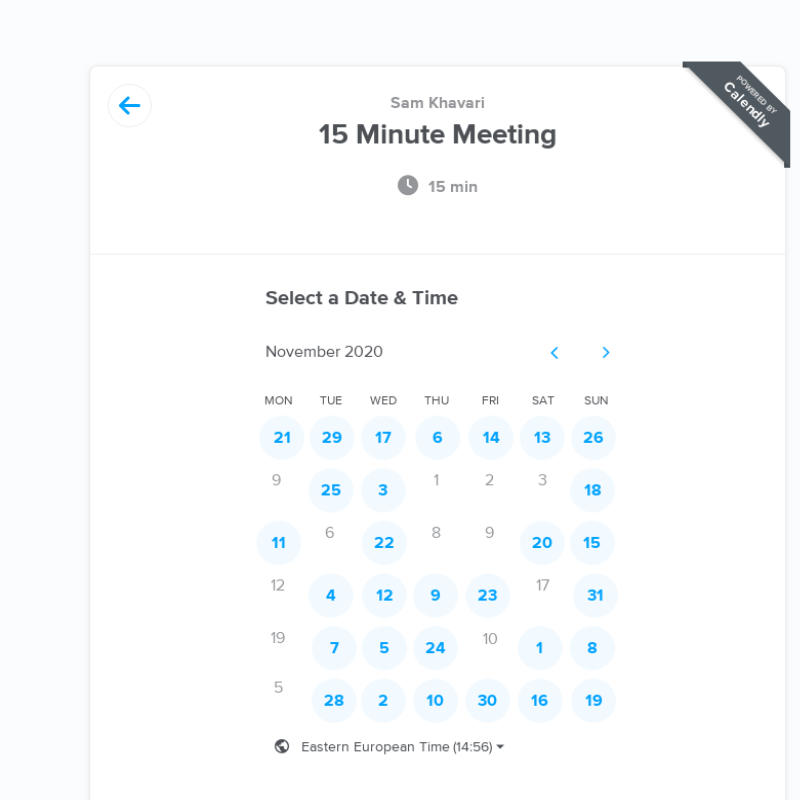 POWERED BY
Calendly
Sam Khavari
15 Minute Meeting
15 min
Select a Date & Time
November 2020
MON TUE WED THU FRI SAT SUN
21 29 17 6 14 13 26
9 25 3 1 2 3 18
11 6 22 8 9 20 15
12 4 12 9 23 17 31
19 7 5 24 10 1 8
5 28 2 10 30 16 19
Eastern European Time (14:56)